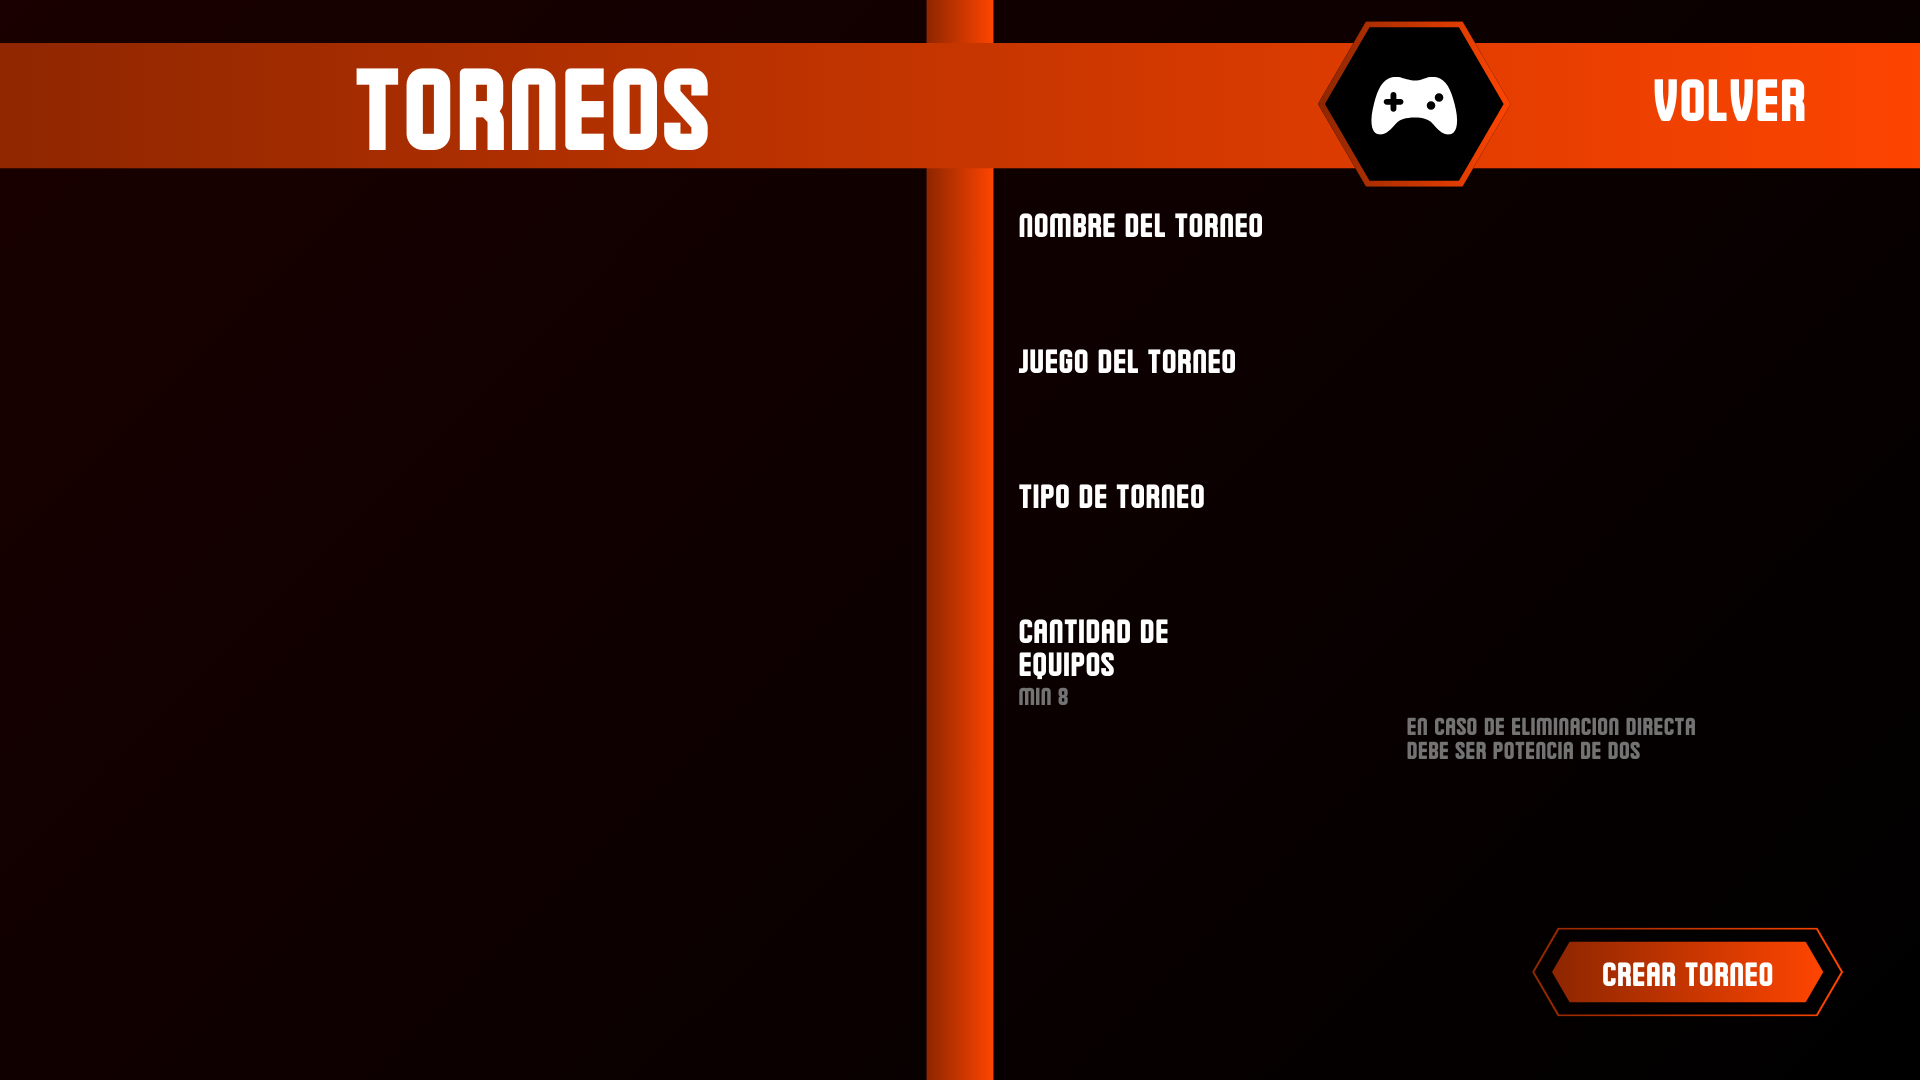 TORNEOS
VOLVER
NOMBRE DEL TORNEO
JUEGO DEL TORNEO
TIPO DE TORNEO
CANTIDAD DE
EQUIPOS
MIN 8
EN CASO DE ELIMINACION DIRECTA
DEBE SER POTENCIA DE DOS
CREAR TORNEO